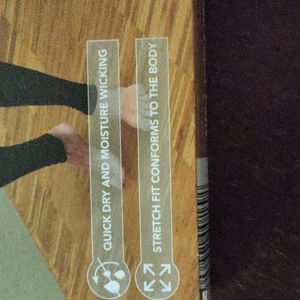 QUICK DRY AND MOISTURE WICKING
STRETCH FIT CONFORMS TO THE BODY